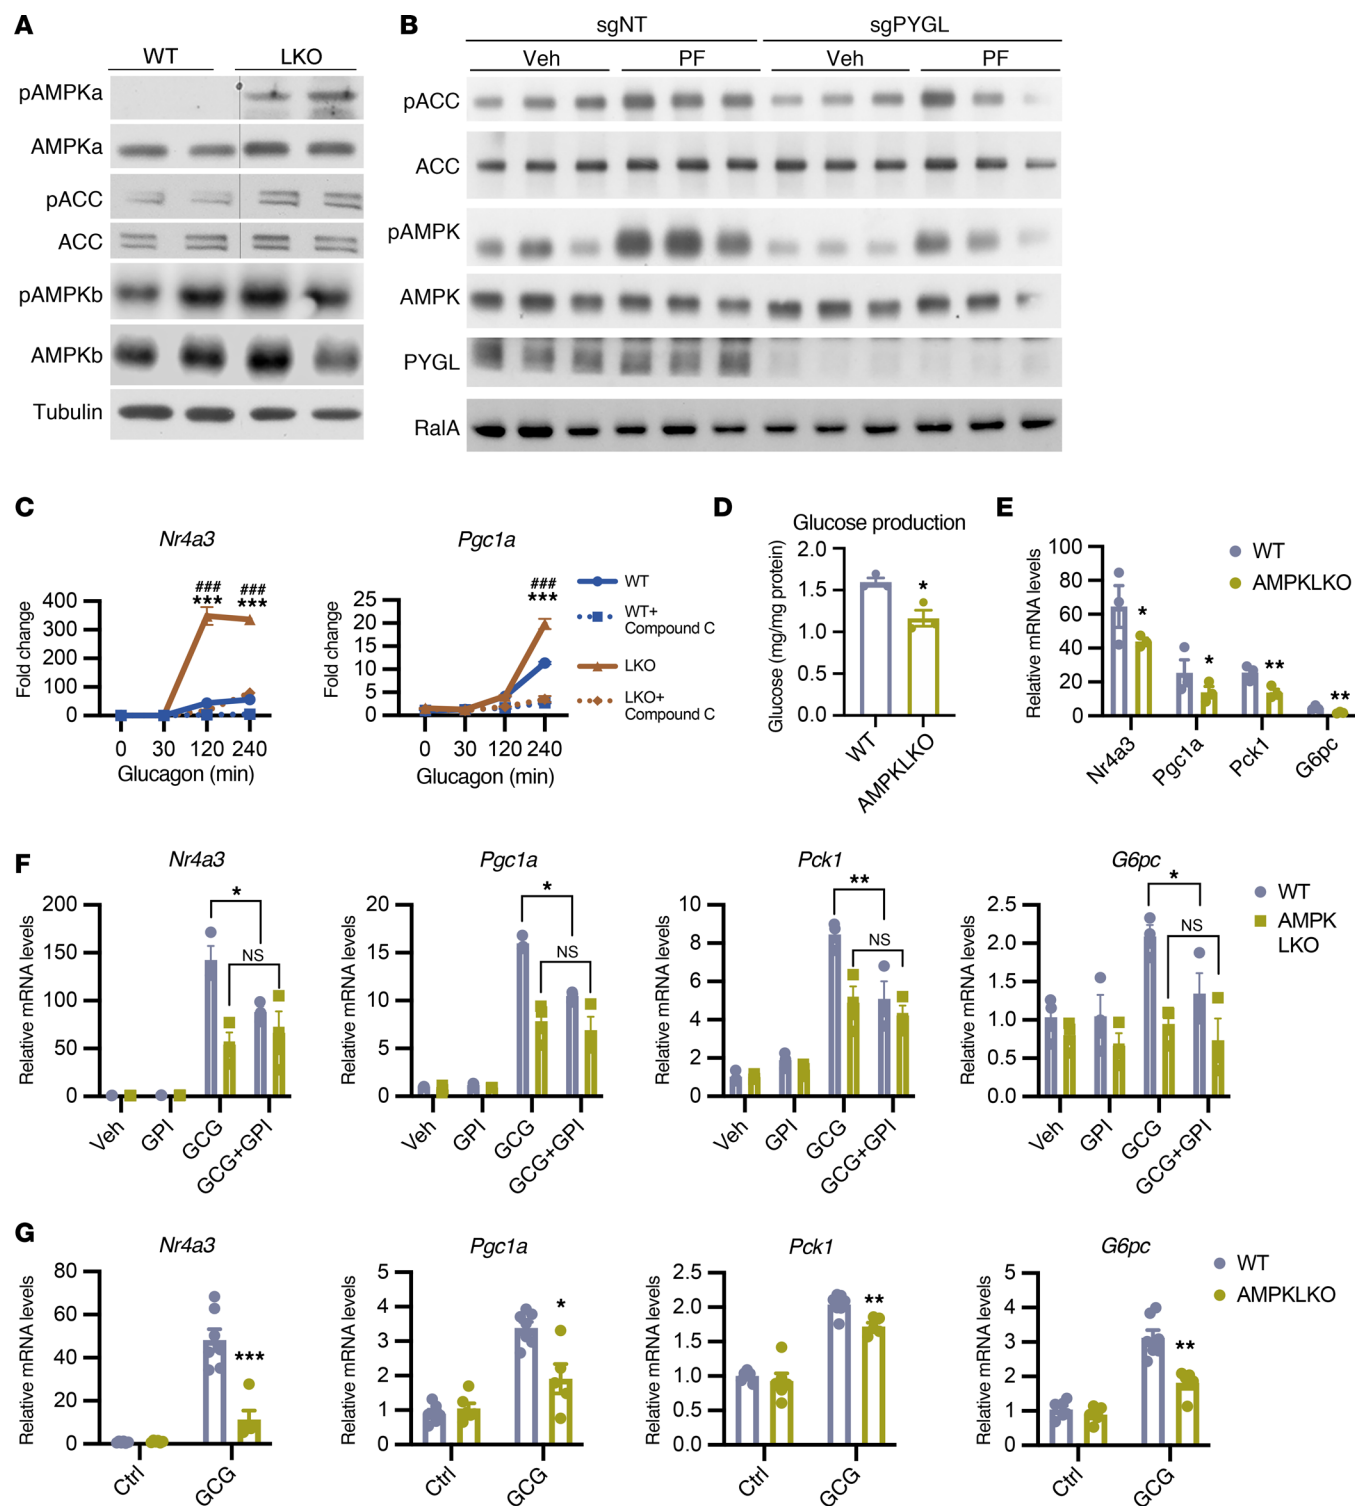 A
WT LKO
pAMPKa
AMPKa
pACC
ACC
pAMPKb
AMPKb
Tubulin
B
sgNT sgPYGL
Veh PF Veh PF
pACC
ACC
pAMPK
AMPK
PYGL
RalA
C
Nr4a3
Fold change
400
300
200
100
0
### ###
*** ***
0 30 120 240
Glucagon (min)
Pgc1a
Fold change
25
20
15
10
5
0
###
***
0 30 120 240
Glucagon (min)
WT
WT+
Compound C
LKO
LKO+
Compound C
D
Glucose production
Glucose (mg/mg protein)
2.0
1.5
1.0
0.5
0.0
*
WT
AMPKLKO
E
Relative mRNA levels
100
80
60
40
20
0
* * ** **
Nr4a3
Pgc1a
Pck1
G6pc
WT
AMPKLKO
F
Nr4a3
Relative mRNA levels
200
150
100
50
0
*
NS
Veh
GPI
GCG
GCG+GPI
Pgc1a
Relative mRNA levels
20
15
10
5
0
*
NS
Veh
GPI
GCG
GCG+GPI
Pck1
Relative mRNA levels
10
8
6
4
2
0
**
NS
Veh
GPI
GCG
GCG+GPI
G6pc
Relative mRNA levels
2.5
2.0
1.5
1.0
0.5
0.0
*
NS
Veh
GPI
GCG
GCG+GPI
WT
AMPK
LKO
G
Nr4a3
Relative mRNA levels
80
60
40
20
0
***
Ctrl
GCG
Pgc1a
Relative mRNA levels
5
4
3
2
1
0
*
Ctrl
GCG
Pck1
Relative mRNA levels
2.5
2.0
1.5
1.0
0.5
0.0
**
Ctrl
GCG
G6pc
Relative mRNA levels
5
4
3
2
1
0
**
Ctrl
GCG
WT
AMPKLKO